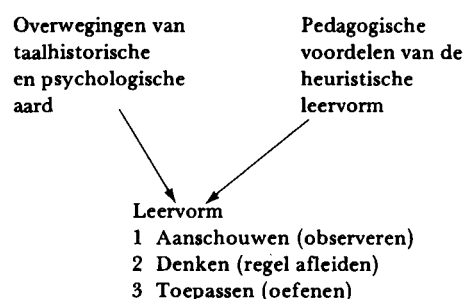 Overwegingen van
taalhistorische
en psychologische
aard
Pedagogische
voordelen van de
heuristische
leervorm
Leervorm
1 Aanschouwen (observeren)
2 Denken (regel afleiden)
3 Toepassen (oefenen)